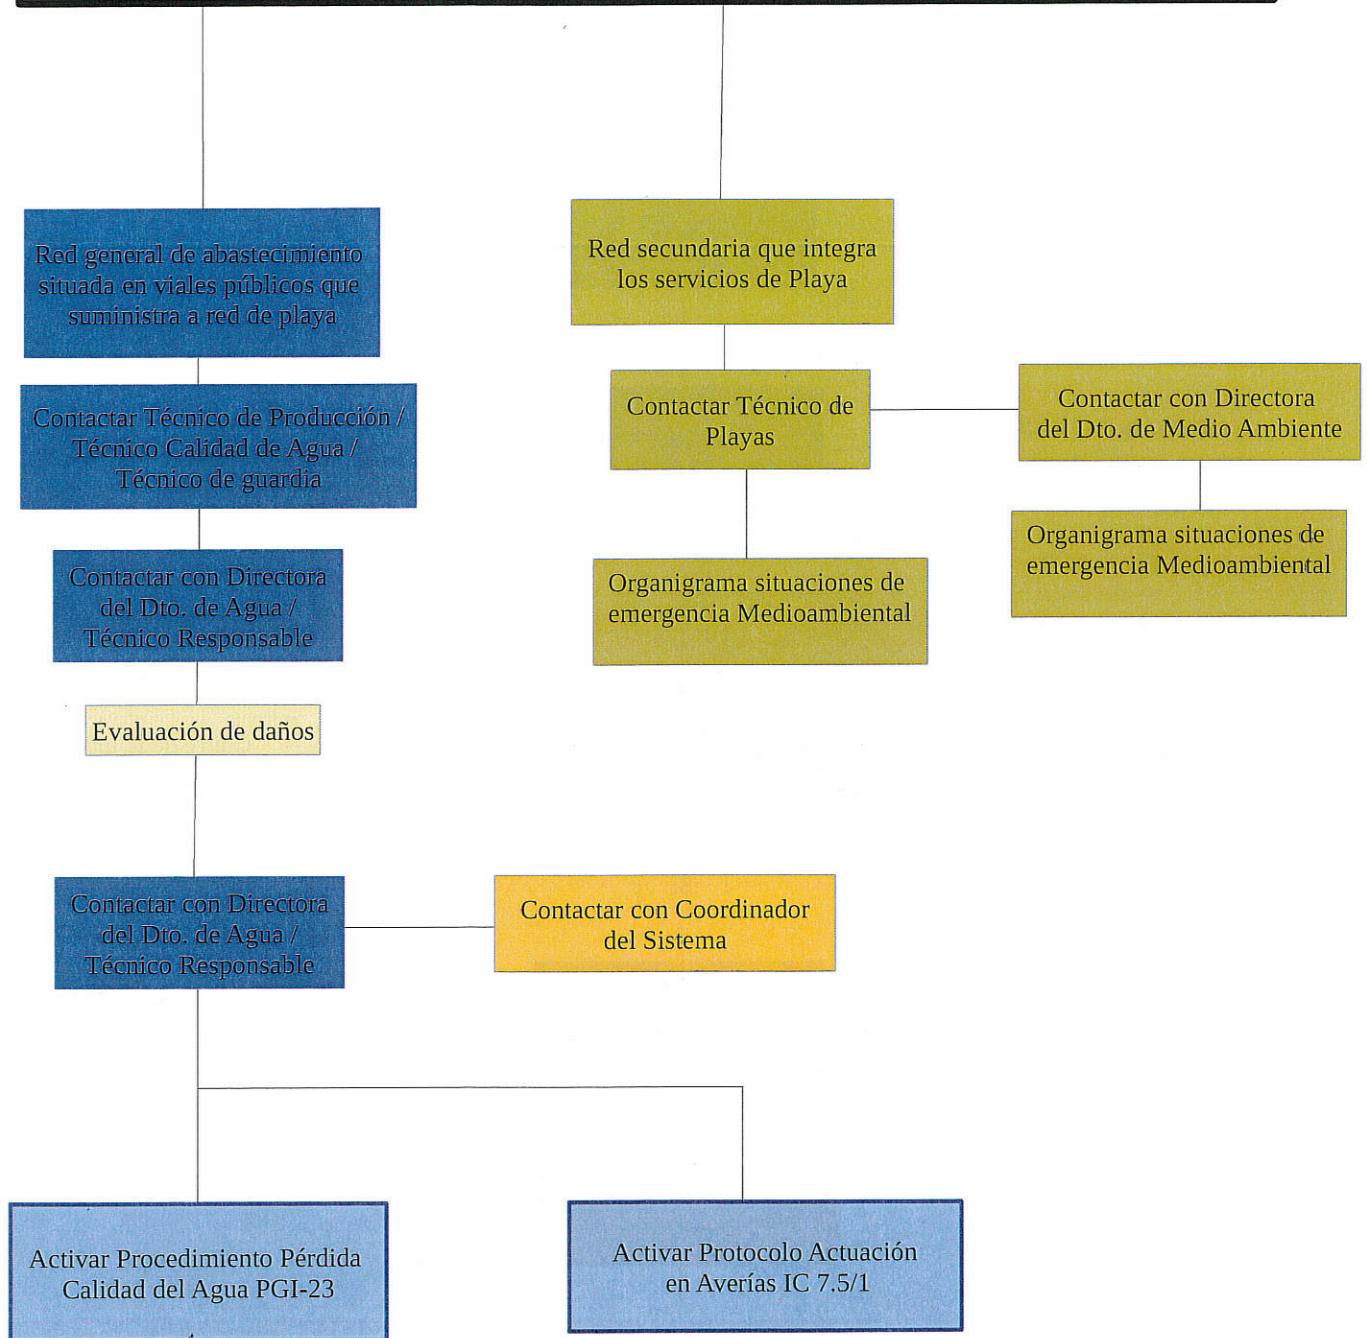 Red general de abastecimiento
situada en viales públicos que
suministra a red de playa
Red secundaria que integra
los servicios de Playa
Contactar Técnico de Producción /
Técnico Calidad de Agua /
Técnico de guardia
Contactar Técnico de
Playas
Contactar con Directora
del Dto. de Medio Ambiente
Contactar con Directora
del Dto. de Agua /
Técnico Responsable
Organigrama situaciones de
emergencia Medioambiental
Organigrama situaciones de
emergencia Medioambiental
Evaluación de daños
Contactar con Directora
del Dto. de Agua /
Técnico Responsable
Contactar con Coordinador
del Sistema
Activar Procedimiento Pérdida
Calidad del Agua PGI-23
Activar Protocolo Actuación
en Averías IC 7.5/1